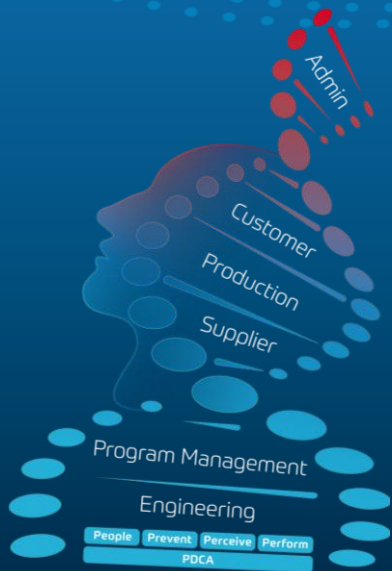 Admin
Customer
Production
Supplier
Program Management
Engineering
People Prevent Perceive Perform
PDCA